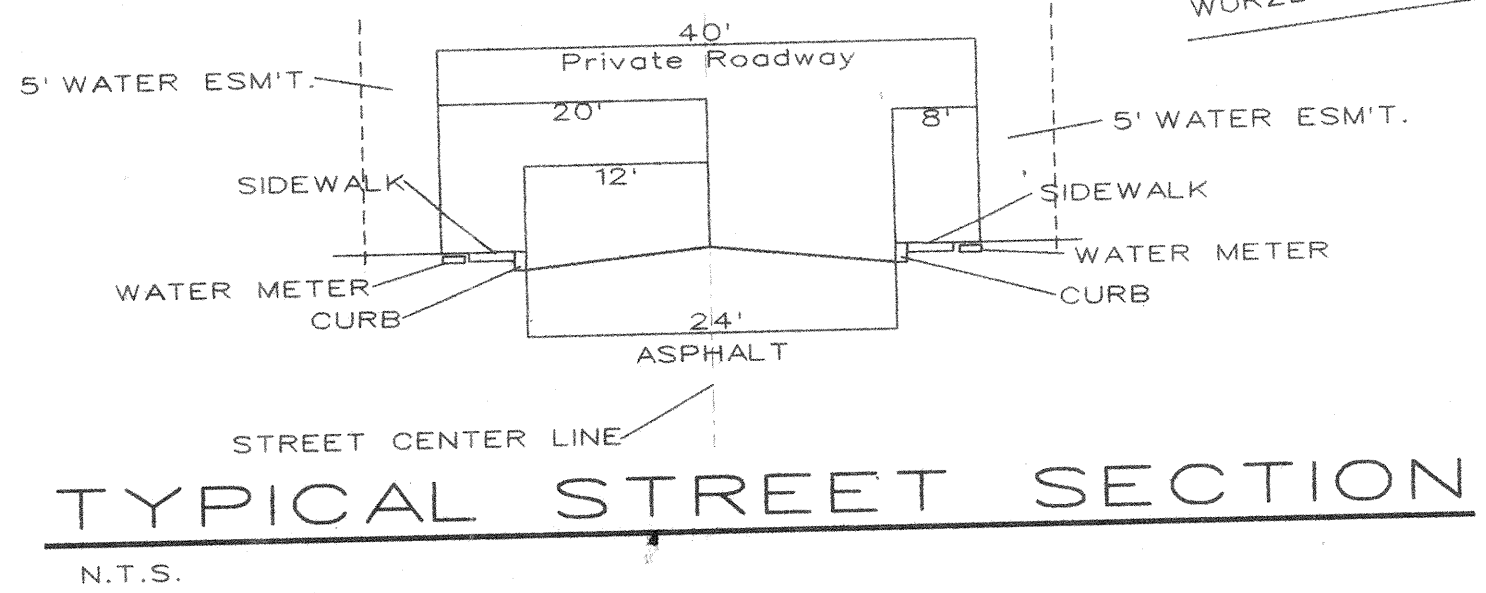 40'
Private Roadway
5' WATER ESM'T.
20'
8'
5' WATER ESM'T.
12'
SIDEWALK
SIDEWALK
WATER METER
WATER METER
CURB
CURB
24'
ASPHALT
STREET CENTER LINE
TYPICAL STREET SECTION
N.T.S.